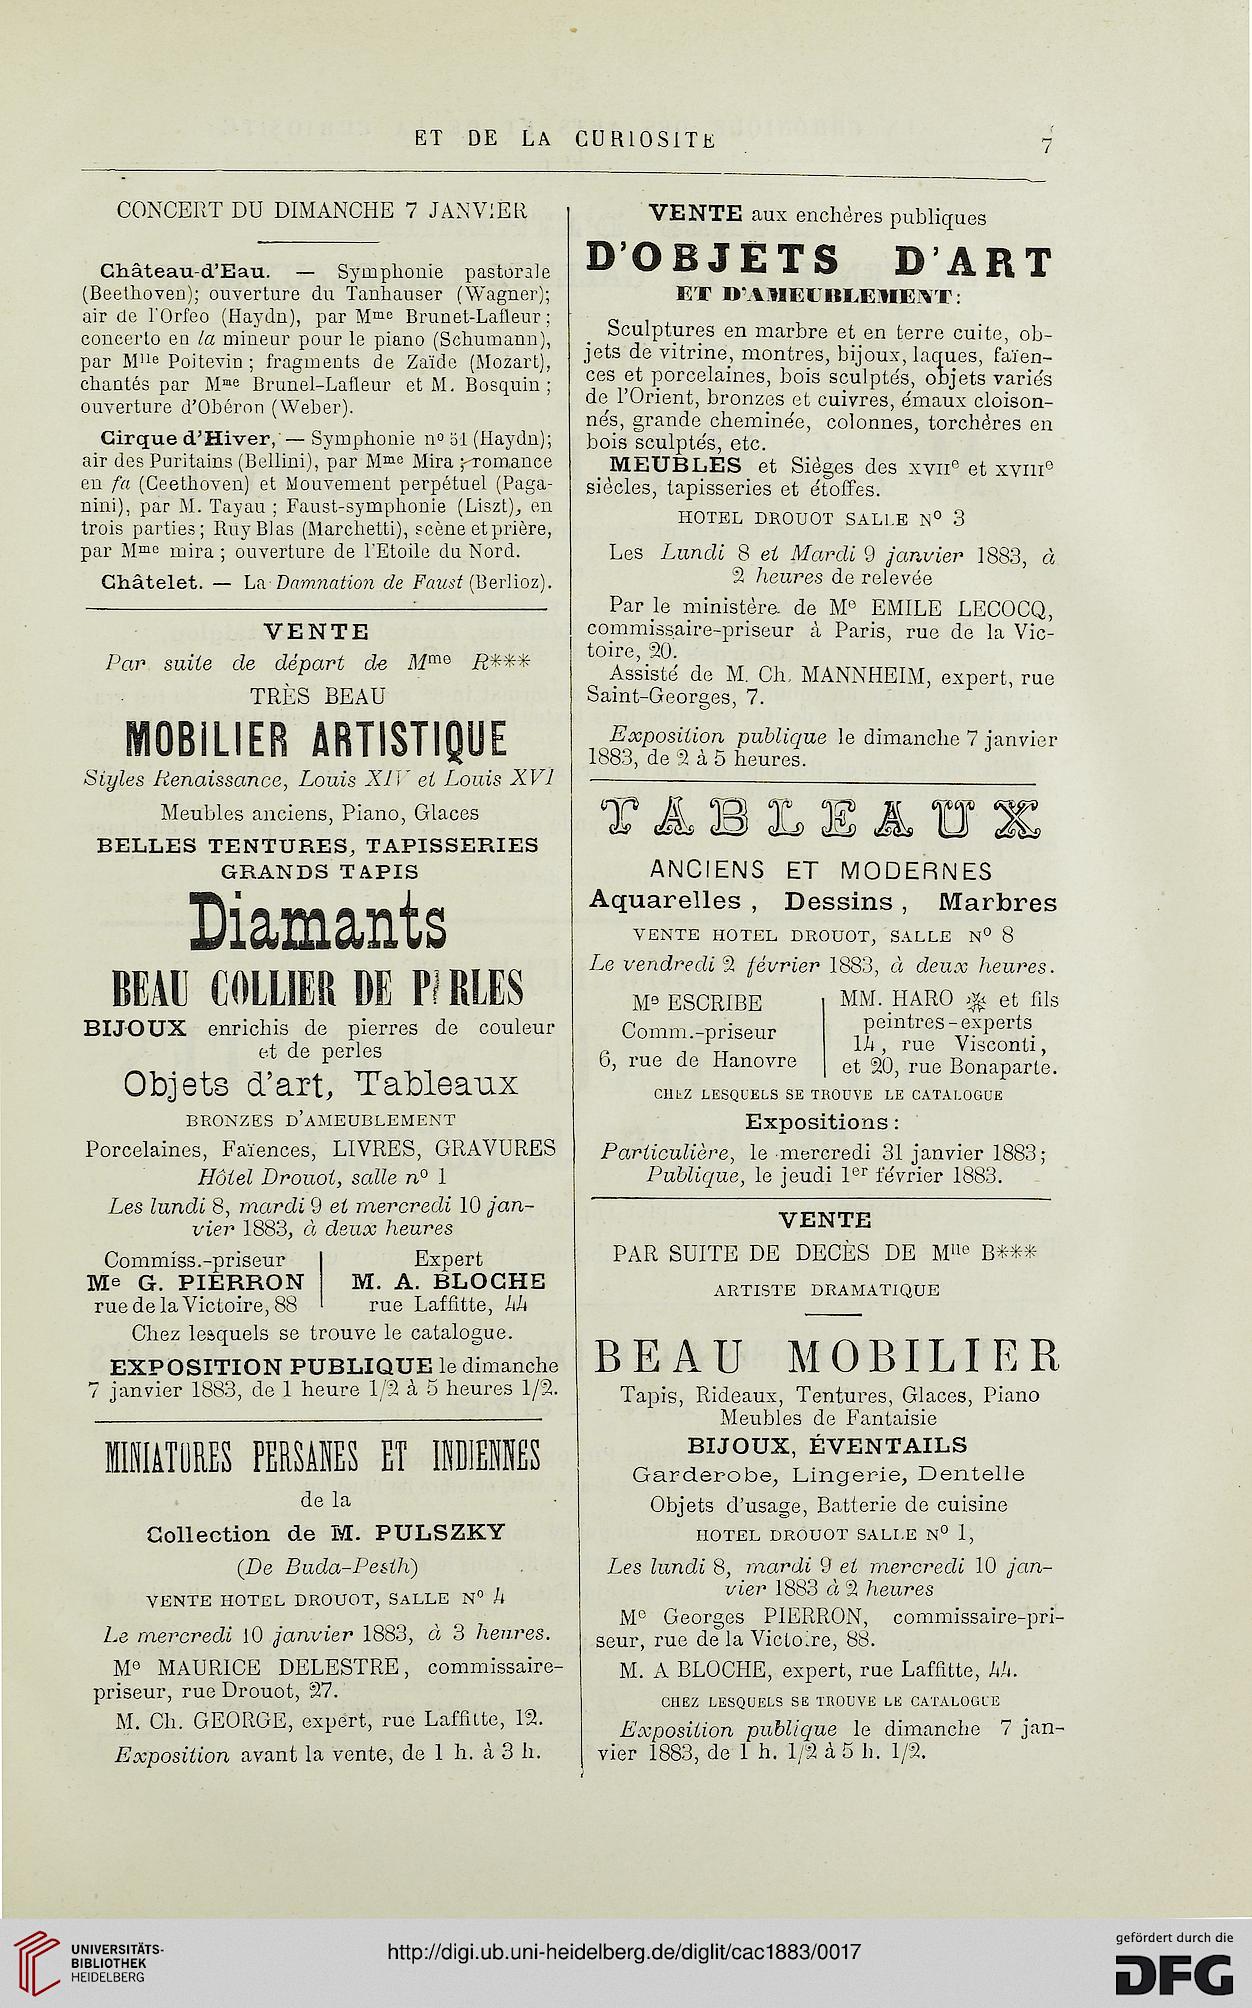 ET DE LA CURIOSITE
7
CONCERT DU DIMANCHE 7 JANVIER
Château-d'Eau. — Symphonie pastorale
(Beethoven); ouverture du Tanhauser (Wagner);
air de l'Orfeo (Haydn), par Mme Brunet-Lafleur;
concerto en la mineur pour le piano (Schumann),
par Mlle Poitevin; fragments de Zaïde (Mozart),
chantés par Mme Brunel-Lafleur et M. Bosquin;
ouverture d'Obéron (Weber).
Cirque d'Hiver, — Symphonie no 51 (Haydn);
air des Puritains (Bellini), par Mme Mira; romance
en fa (Ceethoven) et Mouvement perpétuel (Paga-
nini), par M. Tayau; Faust-symphonie (Liszt), en
trois parties; Ruy Blas (Marchetti), scène et prière,
par Mme mira; ouverture de l'Etoile du Nord.
Châtelet. — La Damnation de Faust (Berlioz).
VENTE
Par suite de départ de Mme R***
TRÈS BEAU
MOBILIER ARTISTIQUE
Styles Renaissance, Louis XIV et Louis XVI
Meubles anciens, Piano, Glaces
BELLES TENTURES, TAPISSERIES
GRANDS TAPIS
Diamants
BEAU COLLIER DE PERLES
BIJOUX enrichis de pierres de couleur
et de perles
Objets d'art, Tableaux
BRONZES D'AMEUBLEMENT
Porcelaines, Faïences, LIVRES, GRAVURES
Hôtel Drouot, salle no 1
Les lundi 8, mardi 9 et mercredi 10 jan-
vier 1883, à deux heures
Commiss.-priseur
Me G. PIERRON
rue de la Victoire, 88
Expert
M. A. BLOCHE
rue Laffitte, 44
Chez lesquels se trouve le catalogue.
EXPOSITION PUBLIQUE le dimanche
7 janvier 1883, de 1 heure 1/2 à 5 heures 1/2.
MINIATURES PERSANES ET INDIENNES
de la
Collection de M. PULSZKY
(De Buda-Pesth)
VENTE HOTEL DROUOT, SALLE No 4
Le mercredi 10 janvier 1883, à 3 heures.
Me MAURICE DELESTRE, commissaire-
priseur, rue Drouot, 27.
M. Ch. GEORGE, expert, rue Laffitte, 12.
Exposition avant la vente, de 1 h. à 3 h.
VENTE aux enchères publiques
D'OBJETS D'ART
ET D'AMEUBLEMENT:
Sculptures en marbre et en terre cuite, ob-
jets de vitrine, montres, bijoux, laques, faïen-
ces et porcelaines, bois sculptés, objets variés
de l'Orient, bronzes et cuivres, émaux cloison-
nés, grande cheminée, colonnes, torchères en
bois sculptés, etc.
MEUBLES et Sièges des XVIIe et XVIIIe
siècles, tapisseries et étoffes.
HOTEL DROUOT SALLE No 3
Les Lundi 8 et Mardi 9 janvier 1883, à
2 heures de relevée
Par le ministère de Me EMILE LECOCQ,
commissaire-priseur à Paris, rue de la Vic-
toire, 20.
Assisté de M. Ch. MANNHEIM, expert, rue
Saint-Georges, 7.
Exposition publique le dimanche 7 janvier
1883, de 2 à 5 heures.
TABLEAUX
ANCIENS ET MODERNES
Aquarelles, Dessins, Marbres
VENTE HOTEL DROUOT, SALLE No 8
Le vendredi 2 février 1883, à deux heures.
Me ESCRIBE
Comm.-priseur
6, rue de Hanovre
MM. HARO ※ et fils
peintres-experts
14, rue Visconti,
et 20, rue Bonaparte.
CHEZ LESQUELS SE TROUVE LE CATALOGUE
Expositions:
Particulière, le mercredi 31 janvier 1883;
Publique, le jeudi 1er février 1883.
VENTE
PAR SUITE DE DECÈS DE Mlle B***
ARTISTE DRAMATIQUE
BEAU MOBILIER
Tapis, Rideaux, Tentures, Glaces, Piano
Meubles de Fantaisie
BIJOUX, ÉVENTAILS
Garderobe, Lingerie, Dentelle
Objets d'usage, Batterie de cuisine
HOTEL DROUOT SALLE No 1,
Les lundi 8, mardi 9 et mercredi 10 jan-
vier 1883 à 2 heures
Me Georges PIERRON, commissaire-pri-
seur, rue de la Victoire, 88.
M. A BLOCHE, expert, rue Laffitte, 44.
CHEZ LESQUELS SE TROUVE LE CATALOGUE
Exposition publique le dimanche 7 jan-
vier 1883, de 1 h. 1/2 à 5 h. 1/2.
UNIVERSITÄTS-
BIBLIOTHEK
HEIDELBERG
http://digi.ub.uni-heidelberg.de/diglit/cac1883/0017
gefördert durch die
DFG